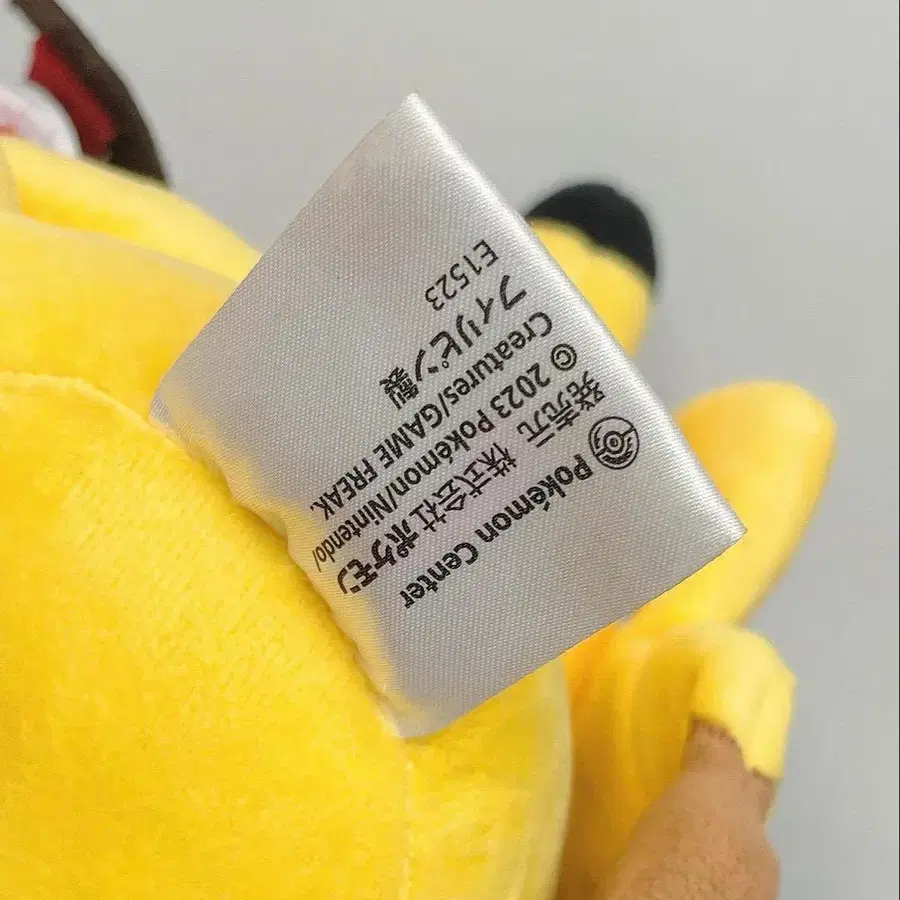 Pokémon Center
発売元 株式会社ポケモン
© 2023 Pokémon/Nintendo/
Creatures/GAME FREAK.
フィリピン製
E1523